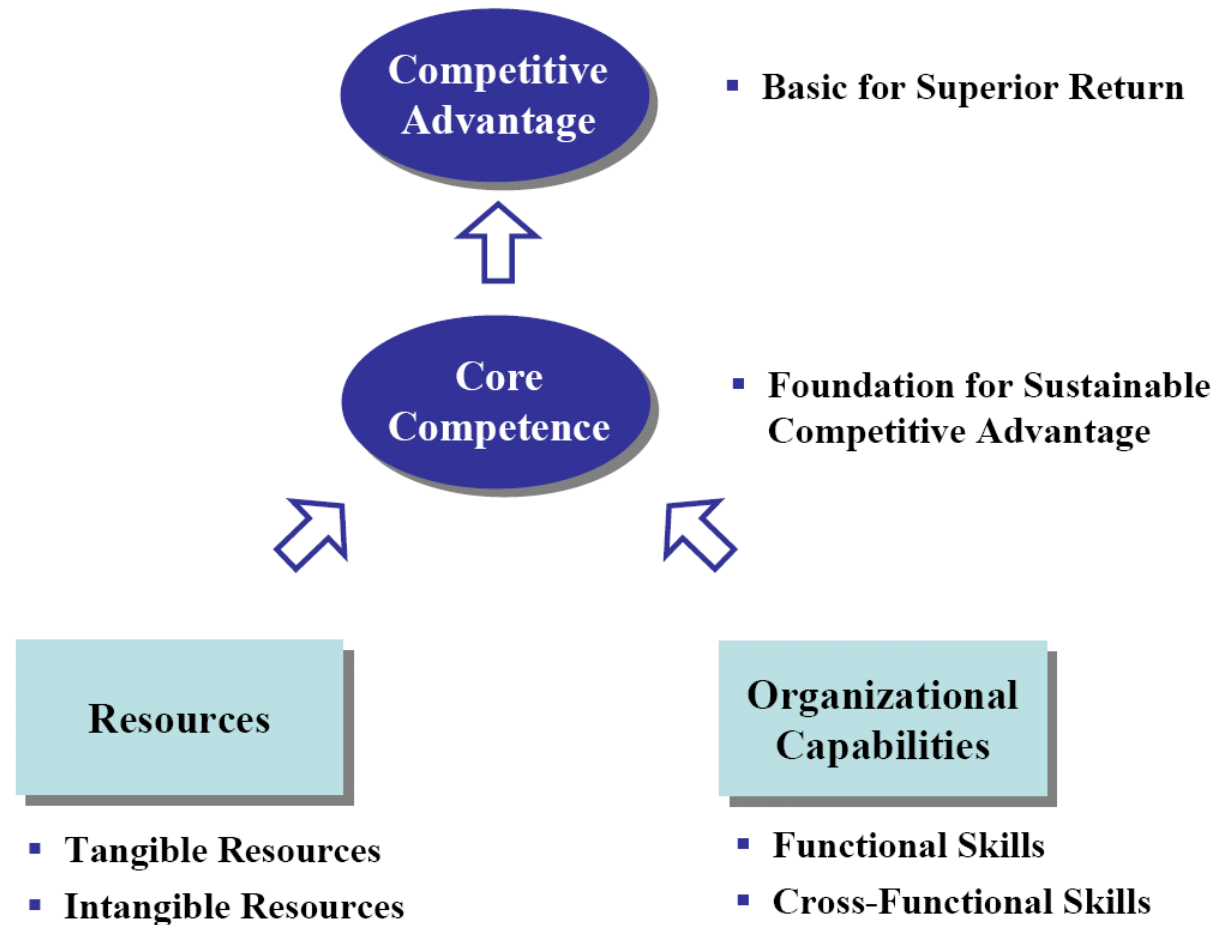 Competitive
Advantage
▪ Basic for Superior Return
Core
Competence
▪ Foundation for Sustainable
Competitive Advantage
Resources
▪ Tangible Resources
▪ Intangible Resources
Organizational
Capabilities
▪ Functional Skills
▪ Cross-Functional Skills